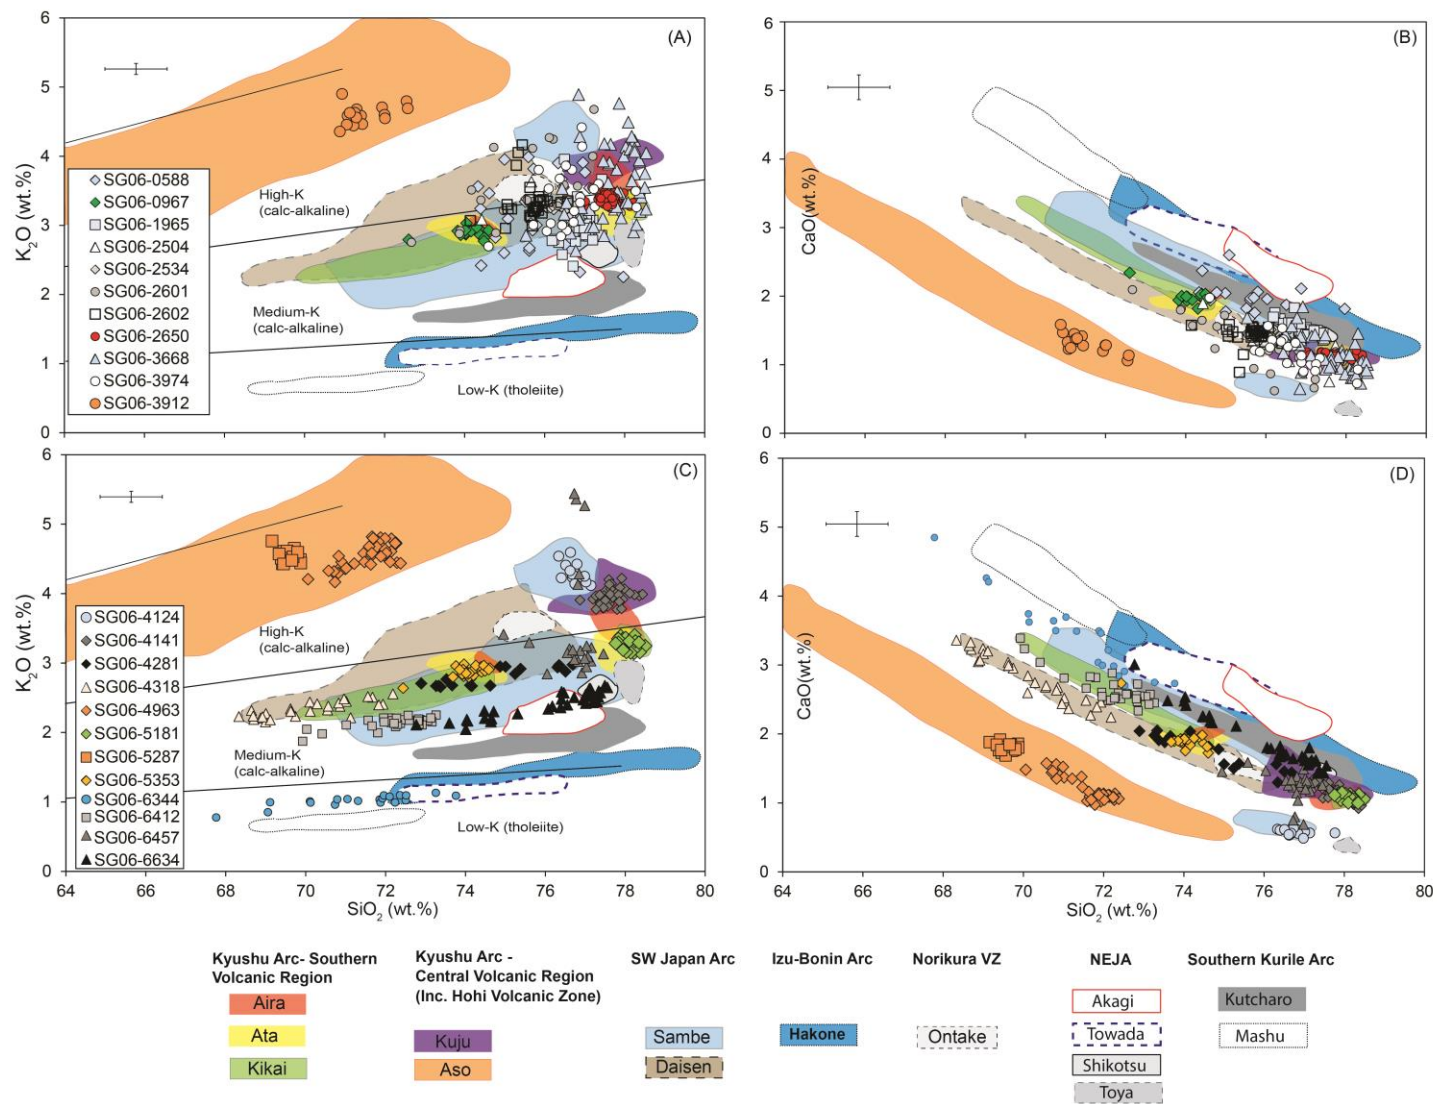 (A)
6
5
4
3
2
1
0
K2O (wt.%)
High-K
(calc-alkaline)
Medium-K
(calc-alkaline)
Low-K (tholeiite)
SG06-0588
SG06-0967
SG06-1965
SG06-2504
SG06-2534
SG06-2601
SG06-2602
SG06-2650
SG06-3668
SG06-3974
SG06-3912
(B)
6
5
4
3
2
1
0
CaO(wt.%)
(C)
6
5
4
3
2
1
0
K2O (wt.%)
High-K
(calc-alkaline)
Medium-K
(calc-alkaline)
Low-K (tholeiite)
SG06-4124
SG06-4141
SG06-4281
SG06-4318
SG06-4963
SG06-5181
SG06-5287
SG06-5353
SG06-6344
SG06-6412
SG06-6457
SG06-6634
64 66 68 70 72 74 76 78 80
SiO2 (wt.%)
(D)
6
5
4
3
2
1
0
CaO(wt.%)
64 66 68 70 72 74 76 78 80
SiO2 (wt.%)
Kyushu Arc- Southern
Volcanic Region
Aira
Ata
Kikai
Kyushu Arc -
Central Volcanic Region
(Inc. Hohi Volcanic Zone)
Kuju
Aso
SW Japan Arc
Sambe
Daisen
Izu-Bonin Arc
Hakone
Norikura VZ
Ontake
NEJA
Akagi
Towada
Shikotsu
Toya
Southern Kurile Arc
Kutcharo
Mashu